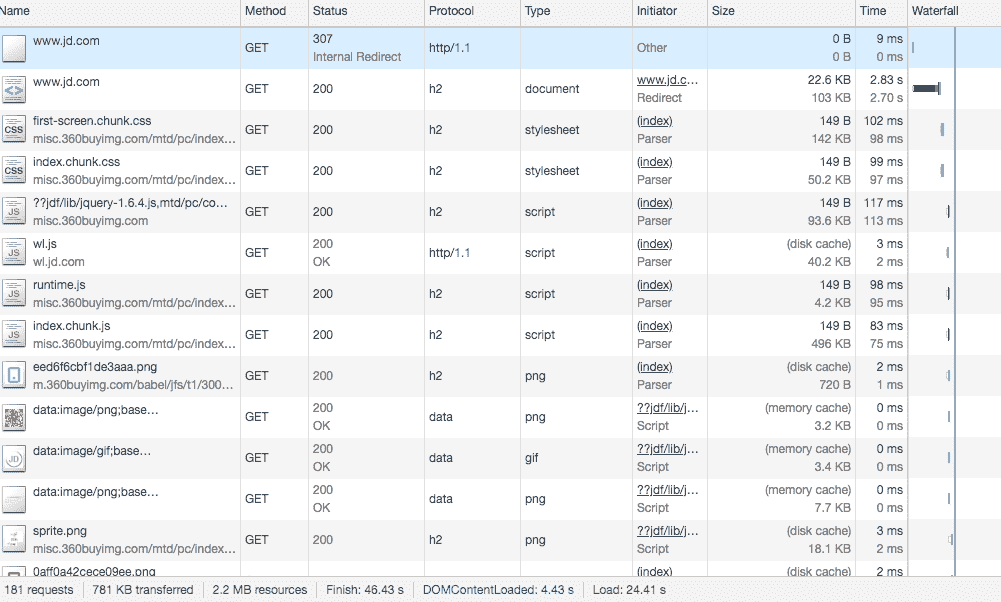 Name Method Status Protocol Type Initiator Size Time Waterfall
www.jd.com GET 307 http/1.1 Other 0 B 9 ms
Internal Redirect 0 B 0 ms
www.jd.com GET 200 h2 document www.jd.c... 22.6 KB 2.83 s
Redirect 103 KB 2.70 s
first-screen.chunk.css GET 200 h2 stylesheet (index) 149 B 102 ms
misc.360buyimg.com/mtd/pc/index... Parser 142 KB 98 ms
index.chunk.css GET 200 h2 stylesheet (index) 149 B 99 ms
misc.360buyimg.com/mtd/pc/index... Parser 50.2 KB 97 ms
??jdf/lib/jquery-1.6.4.js,mtd/pc/co... GET 200 h2 script (index) 149 B 117 ms
misc.360buyimg.com Parser 93.6 KB 113 ms
wl.js GET 200 http/1.1 script (index) (disk cache) 3 ms
wl.jd.com OK Parser 40.2 KB 2 ms
runtime.js GET 200 h2 script (index) 149 B 98 ms
misc.360buyimg.com/mtd/pc/index... Parser 4.2 KB 95 ms
index.chunk.js GET 200 h2 script (index) 149 B 83 ms
misc.360buyimg.com/mtd/pc/index... Parser 496 KB 75 ms
eed6f6cbf1de3aaa.png GET 200 h2 png (index) (disk cache) 2 ms
m.360buyimg.com/babel/jfs/t1/300... Parser 720 B 1 ms
data:image/png;base... GET 200 data png ??jdf/lib/j... (memory cache) 0 ms
OK Script 3.2 KB 0 ms
data:image/gif;base... GET 200 data gif ??jdf/lib/j... (memory cache) 0 ms
OK Script 3.4 KB 0 ms
data:image/png;base... GET 200 data png ??jdf/lib/j... (memory cache) 0 ms
OK Script 7.7 KB 0 ms
sprite.png GET 200 h2 png ??jdf/lib/j... (disk cache) 3 ms
misc.360buyimg.com/mtd/pc/index... Script 18.1 KB 2 ms
0aff0a42cece09ee.png (index) (disk cache) 2 ms
181 requests 781 KB transferred 2.2 MB resources Finish: 46.43 s DOMContentLoaded: 4.43 s Load: 24.41 s